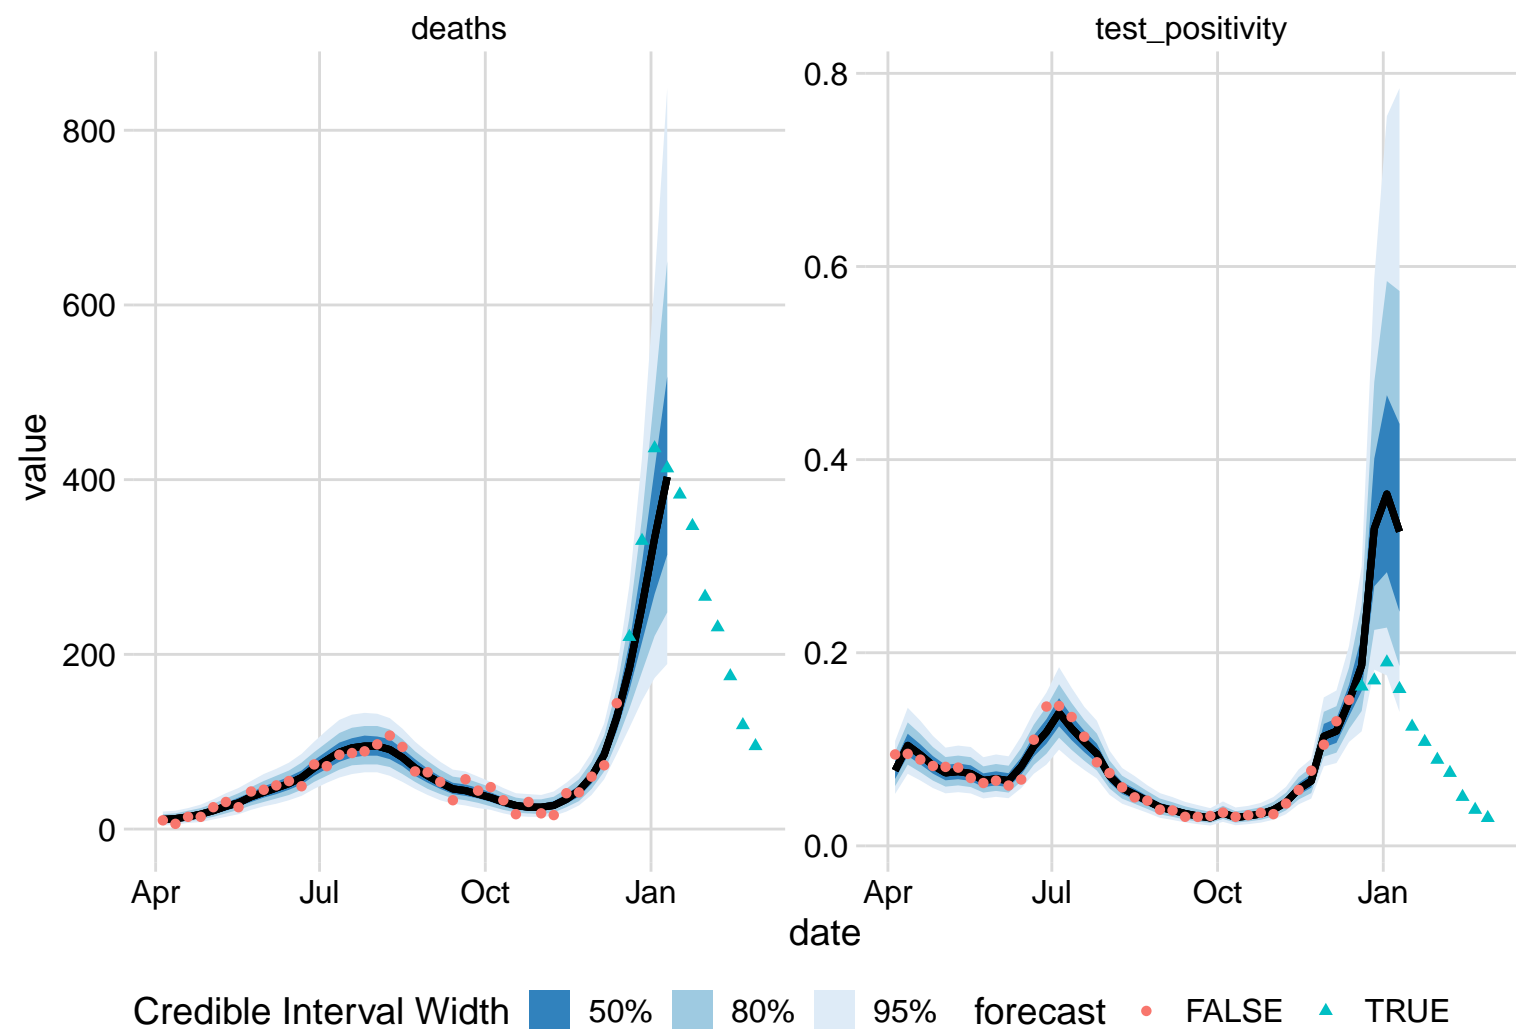 deaths
test_positivity
value
800
600
400
200
0
0.8
0.6
0.4
0.2
0.0
Apr Jul Oct Jan
Apr Jul Oct Jan
date
Credible Interval Width 50% 80% 95% forecast FALSE TRUE